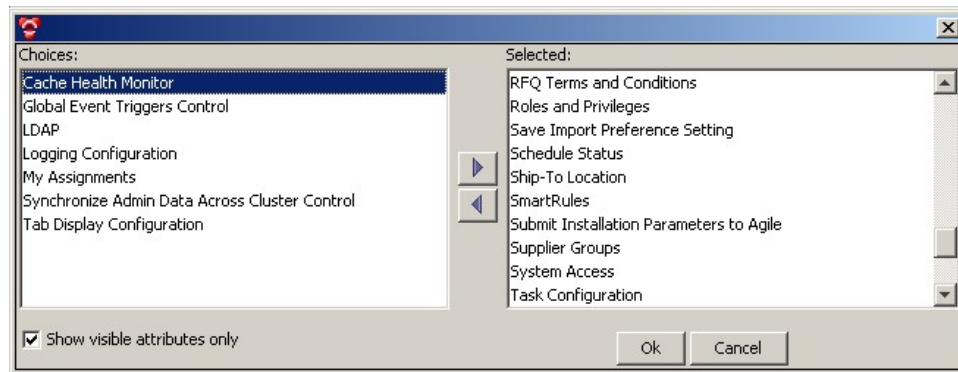 Choices:
Cache Health Monitor
Global Event Triggers Control
LDAP
Logging Configuration
My Assignments
Synchronize Admin Data Across Cluster Control
Tab Display Configuration
Selected:
RFQ Terms and Conditions
Roles and Privileges
Save Import Preference Setting
Schedule Status
Ship-To Location
SmartRules
Submit Installation Parameters to Agile
Supplier Groups
System Access
Task Configuration
Show visible attributes only
Ok
Cancel